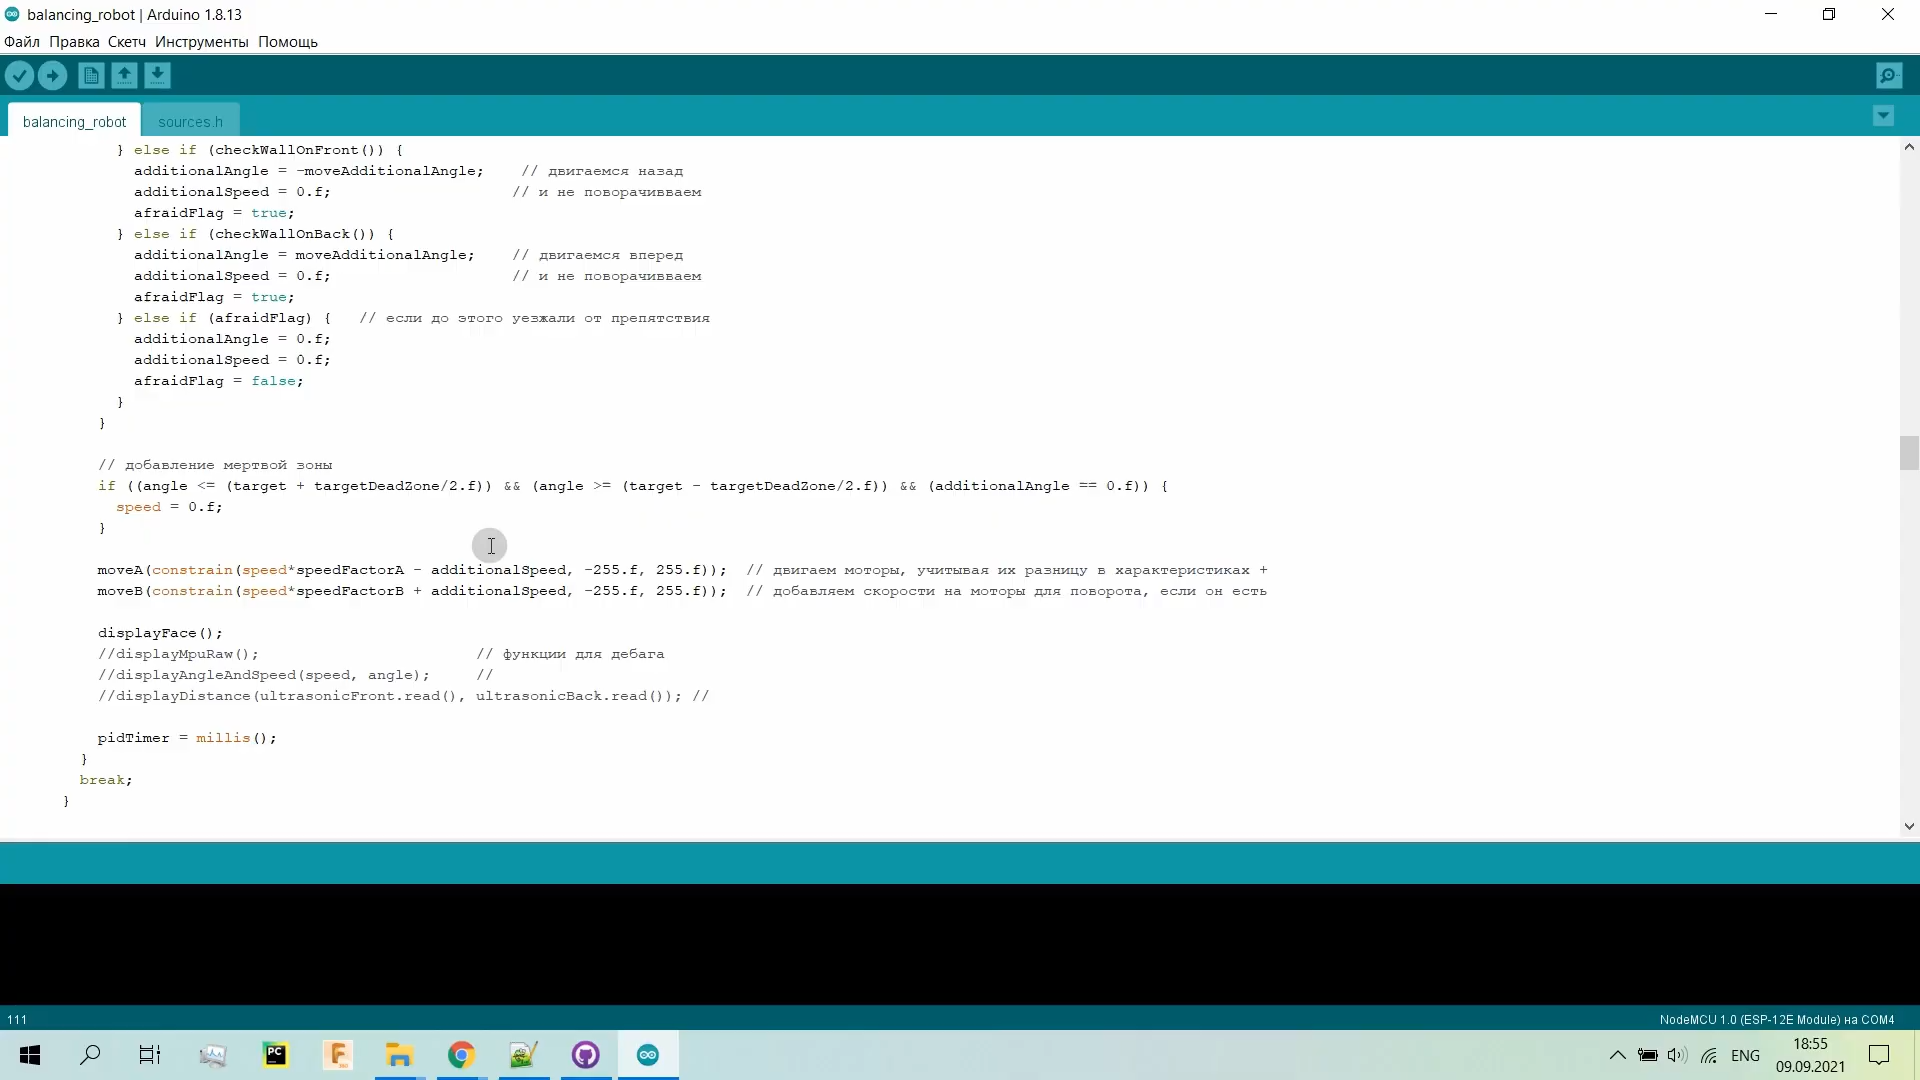 balancing_robot | Arduino 1.8.13
Файл Правка Скетч Инструменты Помощь
balancing_robot sources.h
} else if (checkWallOnFront()) {
additionalAngle = -moveAdditionalAngle; // двигаемся назад
additionalSpeed = 0.f; // и не поворачивваем
afraidFlag = true;
} else if (checkWallOnBack()) {
additionalAngle = moveAdditionalAngle; // двигаемся вперед
additionalSpeed = 0.f; // и не поворачивваем
afraidFlag = true;
} else if (afraidFlag) { // если до этого уезжали от препятствия
additionalAngle = 0.f;
additionalSpeed = 0.f;
afraidFlag = false;
}
}
// добавление мертвой зоны
if ((angle <= (target + targetDeadZone/2.f)) && (angle >= (target - targetDeadZone/2.f)) && (additionalAngle == 0.f)) {
speed = 0.f;
}
moveA(constrain(speed*speedFactorA - additionalSpeed, -255.f, 255.f)); // двигаем моторы, учитывая их разницу в характеристиках +
moveB(constrain(speed*speedFactorB + additionalSpeed, -255.f, 255.f)); // добавляем скорости на моторы для поворота, если он есть
displayFace();
//displayMpuRaw(); // функции для дебага
//displayAngleAndSpeed(speed, angle); //
//displayDistance(ultrasonicFront.read(), ultrasonicBack.read()); //
pidTimer = millis();
}
break;
}
111
NodeMCU 1.0 (ESP-12E Module) на COM4
PC
F
ENG
18:55
09.09.2021